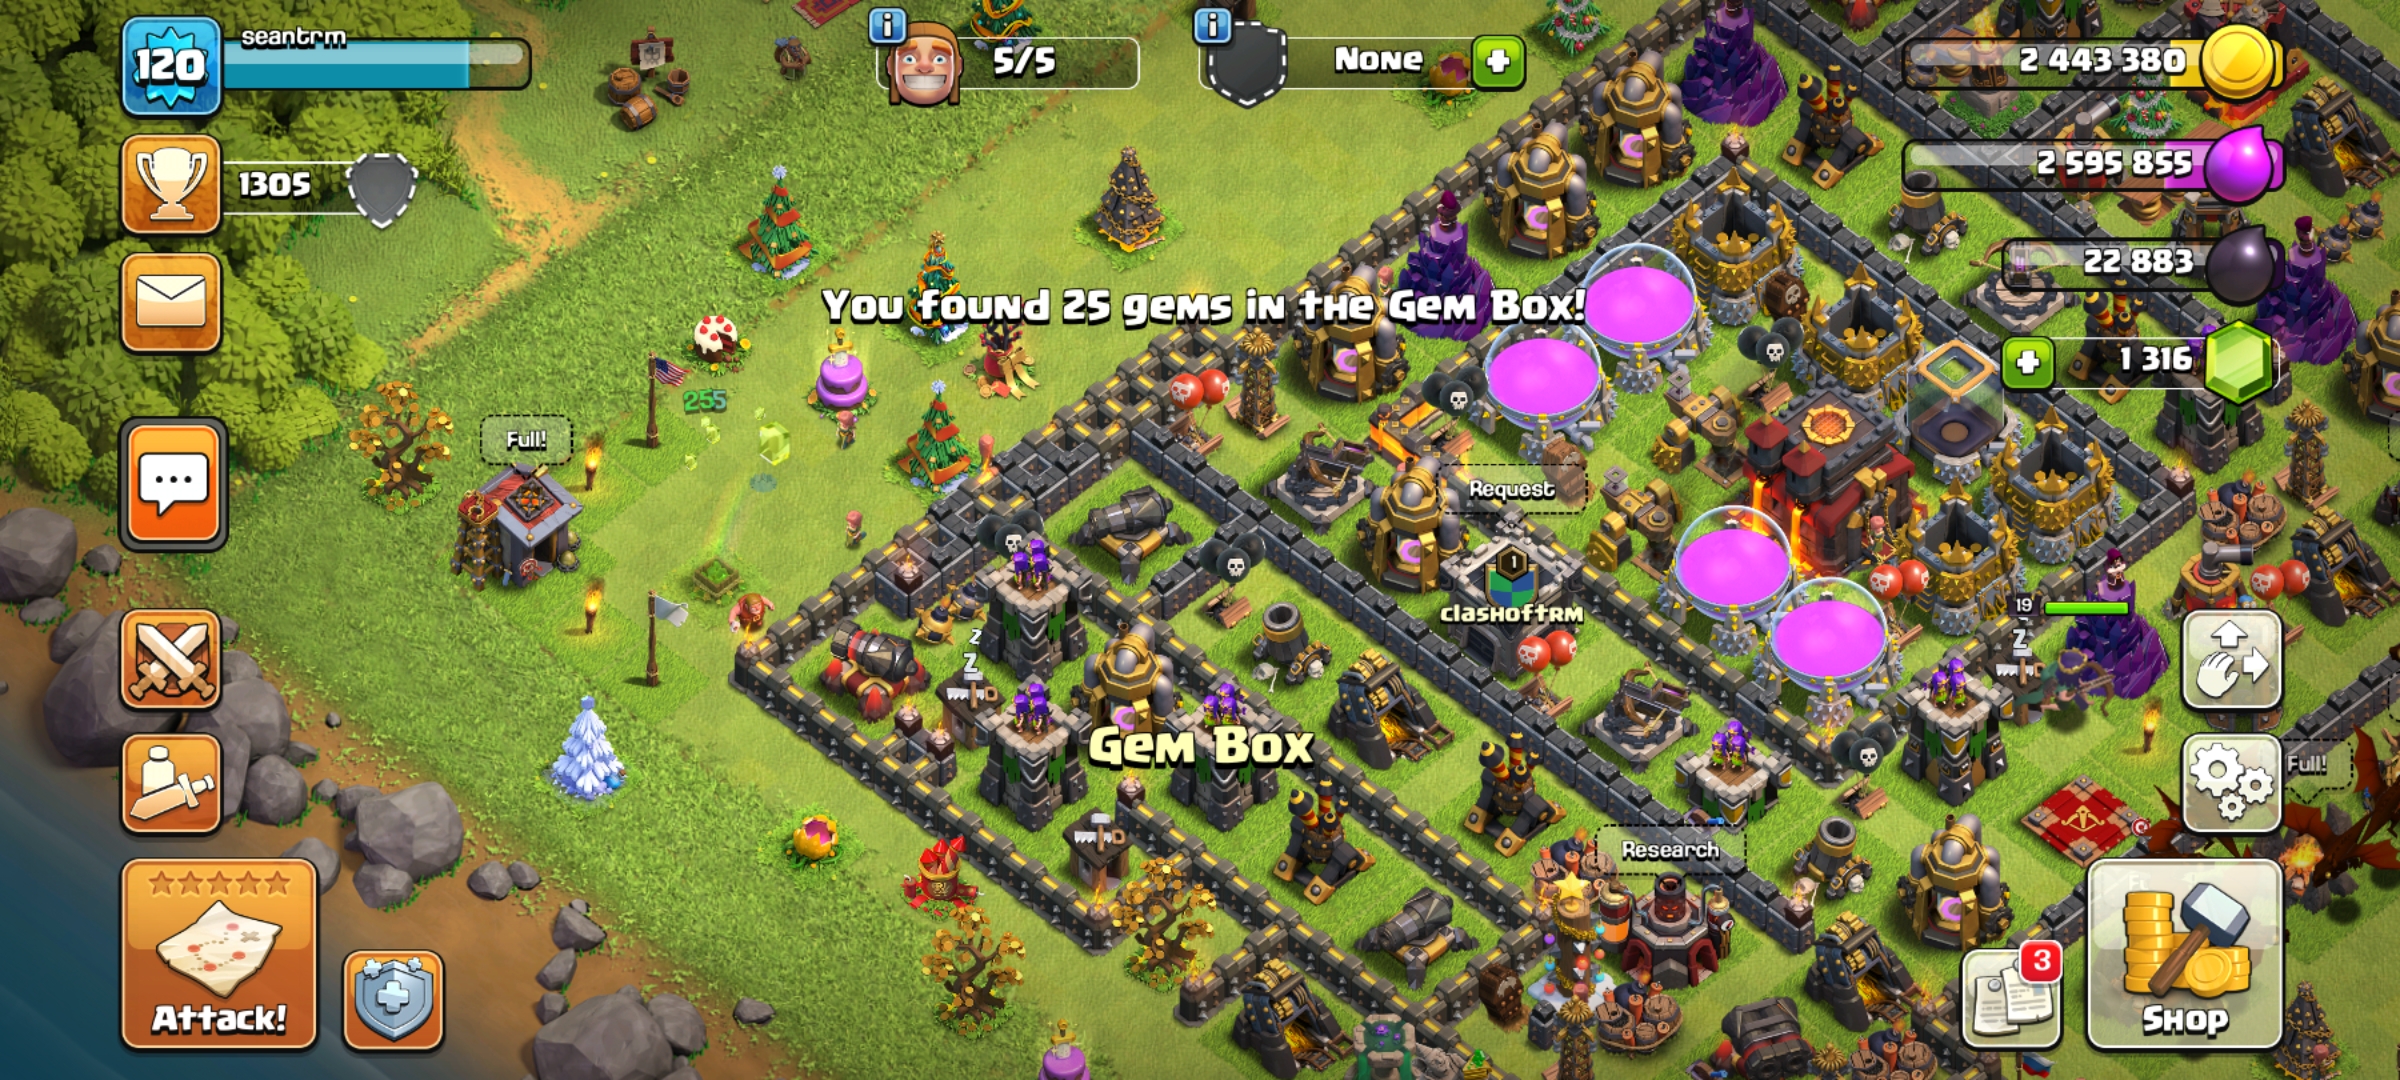 120
seantrm
5/5
None
2 443 380
1305
2 595 855
22 883
You found 25 gems in the Gem Box!
1 316
255
Full!
Request
1
clashoftrm
19
z
Z
Z
Gem Box
Full!
Research
3
Attack!
Shop